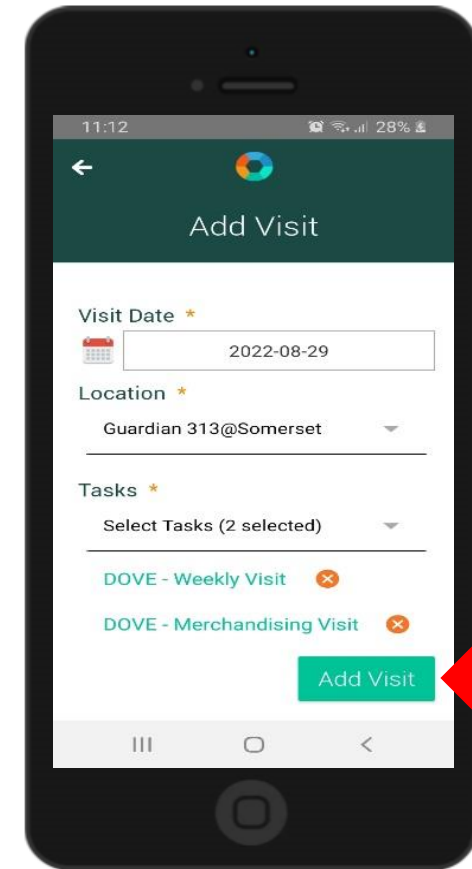 11:12 28%
Add Visit
Visit Date *
2022-08-29
Location *
Guardian 313@Somerset
Tasks *
Select Tasks (2 selected)
DOVE - Weekly Visit
DOVE - Merchandising Visit
Add Visit